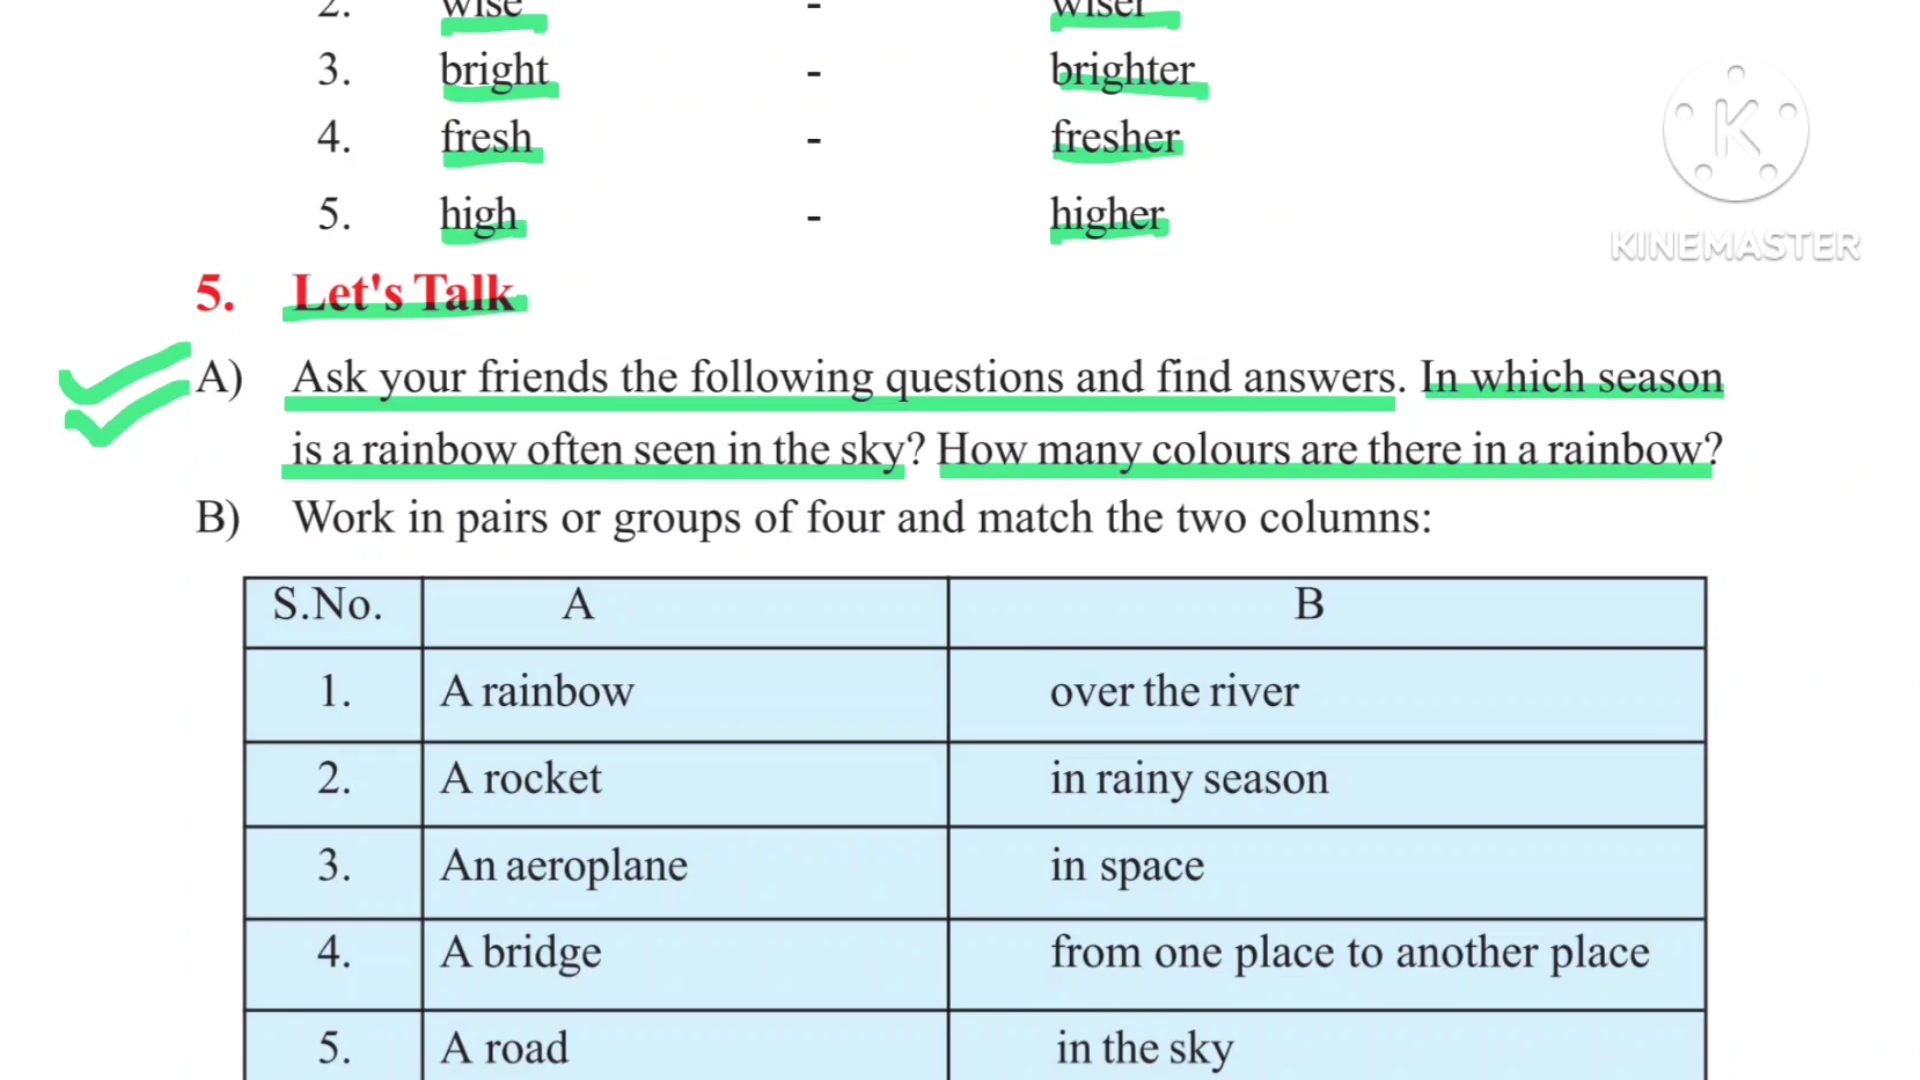 2. wise - wiser
3. bright - brighter
4. fresh - fresher
5. high - higher
K
KINEMASTER
5. Let's Talk
A) Ask your friends the following questions and find answers. In which season
is a rainbow often seen in the sky? How many colours are there in a rainbow?
B) Work in pairs or groups of four and match the two columns:
S.No. A B
1. A rainbow over the river
2. A rocket in rainy season
3. An aeroplane in space
4. A bridge from one place to another place
5. A road in the sky